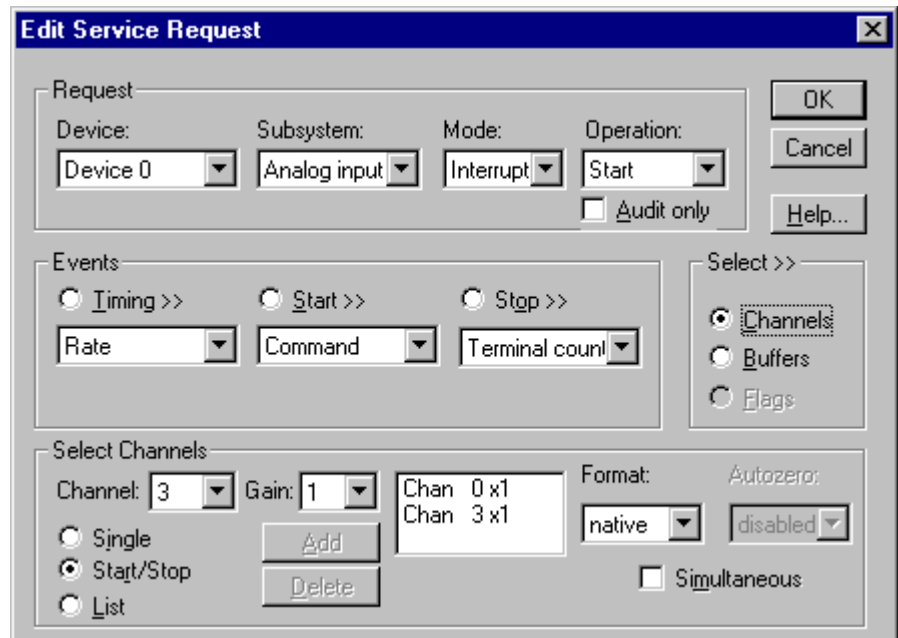 Edit Service Request
Request
Device: Subsystem: Mode: Operation:
Device 0 Analog input Interrupt Start
Audit only
OK
Cancel
Help...
Events
Timing >> Start >> Stop >>
Rate Command Terminal count
Select >>
Channels
Buffers
Flags
Select Channels
Channel: 3 Gain: 1
Single
Start/Stop
List
Add
Delete
Chan 0 x1
Chan 3 x1
Format: Autozero:
native disabled
Simultaneous